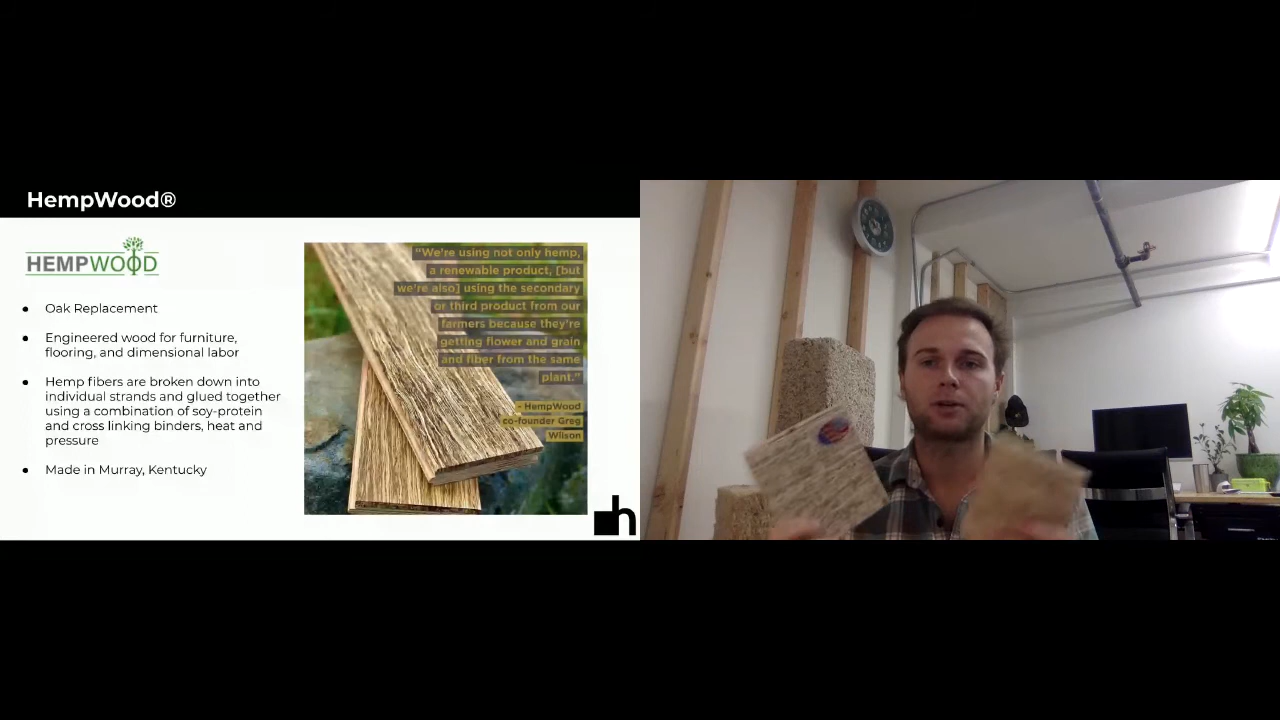 HempWood®
HEMPWOOD
● Oak Replacement
● Engineered wood for furniture,
flooring, and dimensional labor
● Hemp fibers are broken down into
individual strands and glued together
using a combination of soy-protein
and cross linking binders, heat and
pressure
● Made in Murray, Kentucky
"We're using not only hemp,
a renewable product, [but
we're also] using the secondary
or third product from our
farmers because they're
getting flower and grain
and fiber from the same
plant."
- HempWood
co-founder Greg
Wilson
h